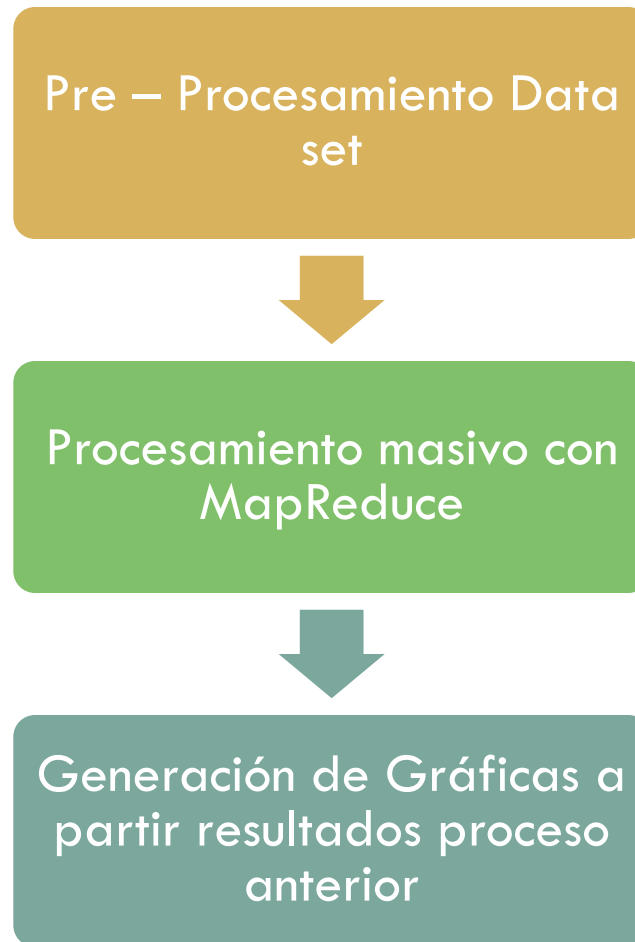 Pre – Procesamiento Data
set
Procesamiento masivo con
MapReduce
Generación de Gráficas a
partir resultados proceso
anterior